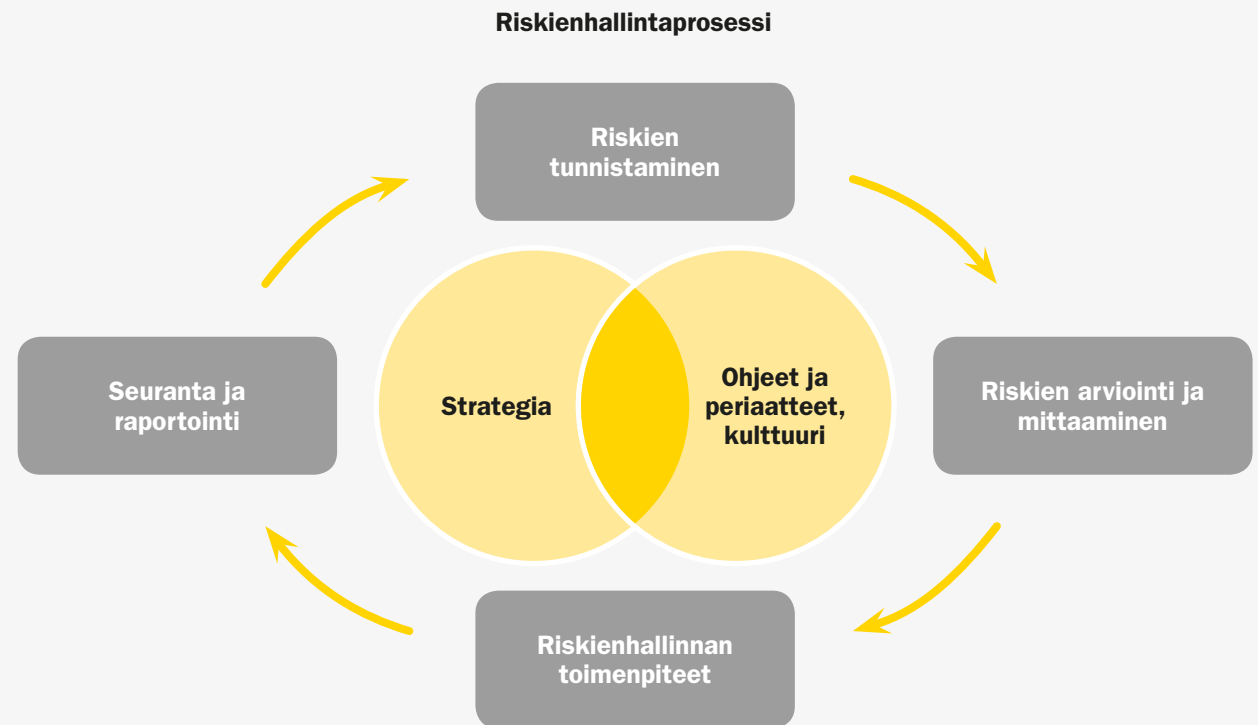 Riskienhallintaprosessi
Riskien
tunnistaminen
Seuranta ja
raportointi
Strategia
Ohjeet ja
periaatteet,
kulttuuri
Riskien arviointi ja
mittaaminen
Riskienhallinnan
toimenpiteet